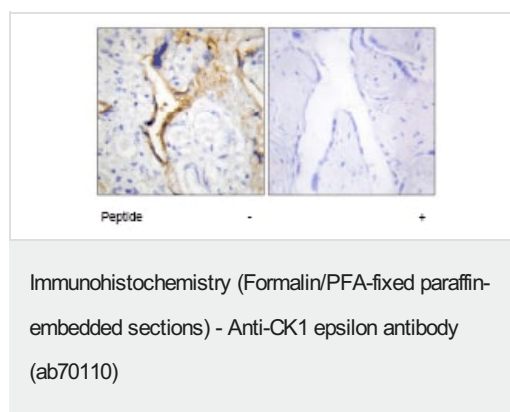 Peptide - +
Immunohistochemistry (Formalin/PFA-fixed paraffin-
embedded sections) - Anti-CK1 epsilon antibody
(ab70110)